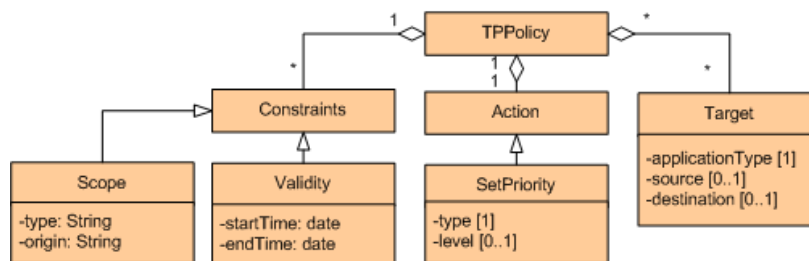 1
TPPolicy
*
*
1
1
*
Constraints
Action
Target
-applicationType [1]
-source [0..1]
-destination [0..1]
Scope
-type: String
-origin: String
Validity
-startTime: date
-endTime: date
SetPriority
-type [1]
-level [0..1]